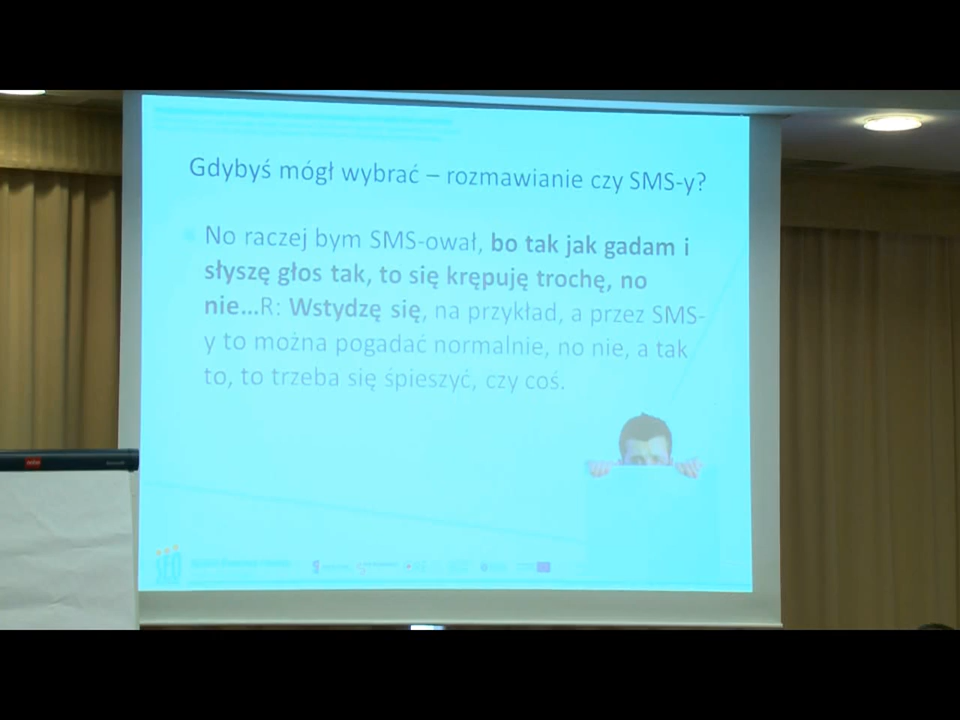 Gdybyś mógł wybrać – rozmawianie czy SMS-y?
No raczej bym SMS-ował, bo tak jak gadam i
słyszę głos tak, to się krępuję trochę, no
nie...R: Wstydzę się, na przykład, a przez SMS-
y to można pogadać normalnie, no nie, a tak
to, to trzeba się śpieszyć, czy coś.
SEO